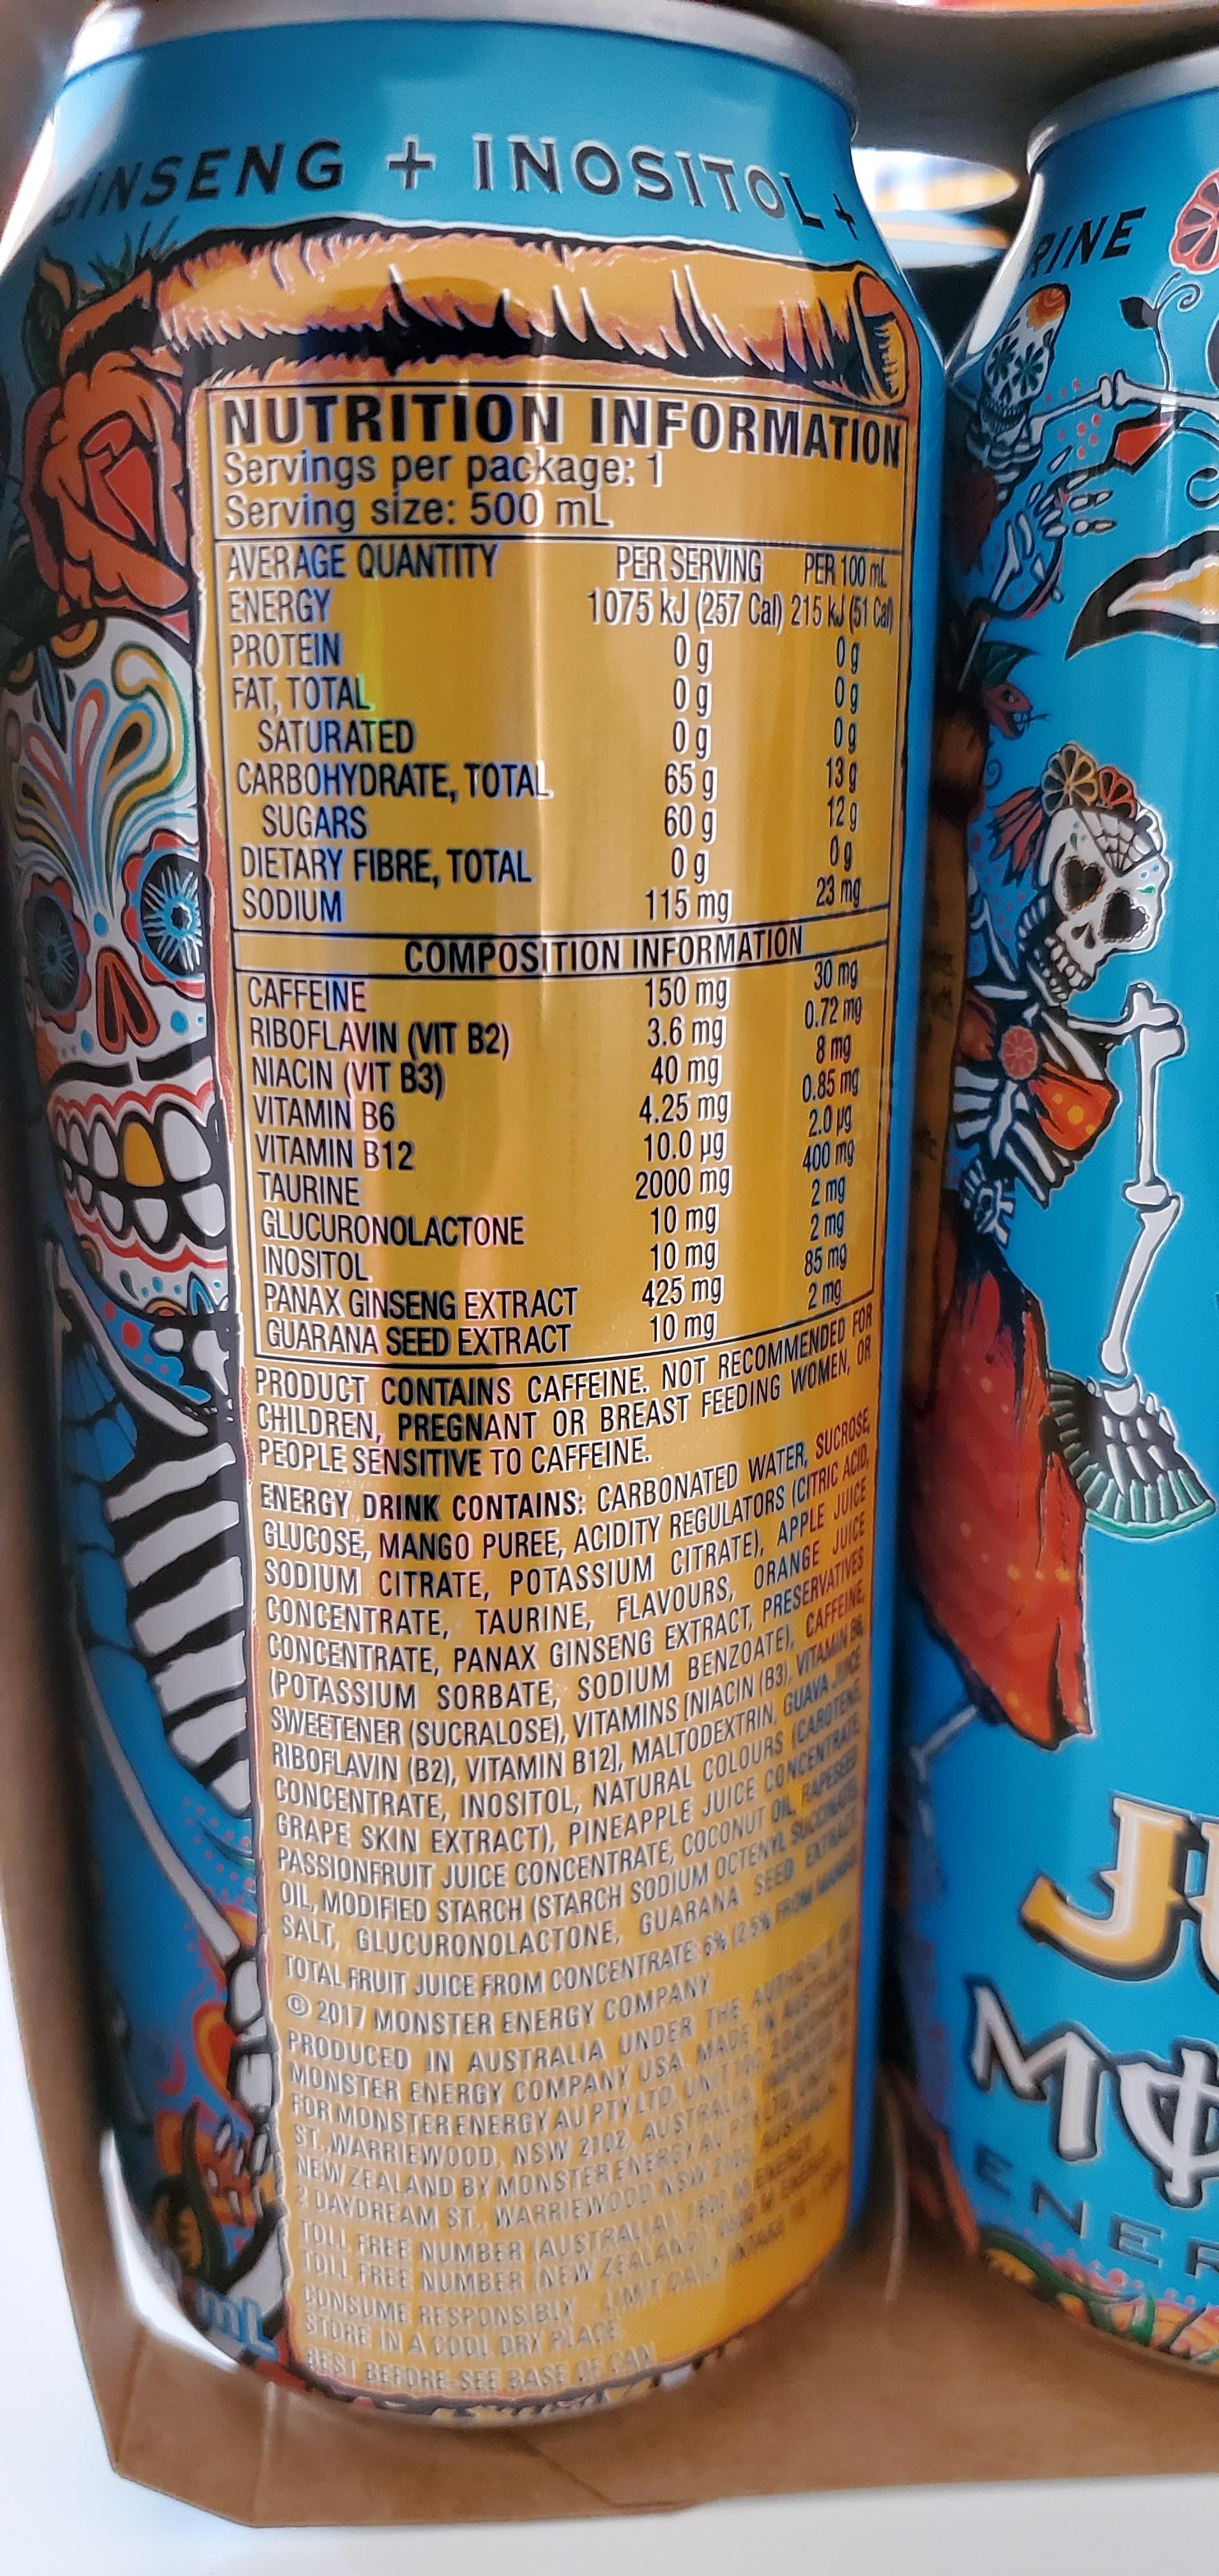 GINSENG + INOSITOL +
NUTRITION INFORMATION
Servings per package: 1
Serving size: 500 mL
AVERAGE QUANTITY PER SERVING PER 100 mL
ENERGY 1075 kJ (257 Cal) 215 kJ (51 Cal)
PROTEIN 0 g 0 g
FAT, TOTAL 0 g 0 g
SATURATED 0 g 0 g
CARBOHYDRATE, TOTAL 65 g 13 g
SUGARS 60 g 12 g
DIETARY FIBRE, TOTAL 0 g 0 g
SODIUM 115 mg 23 mg
COMPOSITION INFORMATION
CAFFEINE 150 mg 30 mg
RIBOFLAVIN (VIT B2) 3.6 mg 0.72 mg
NIACIN (VIT B3) 40 mg 8 mg
VITAMIN B6 4.25 mg 0.85 mg
VITAMIN B12 10.0 µg 2.0 µg
TAURINE 2000 mg 400 mg
GLUCURONOLACTONE 10 mg 2 mg
INOSITOL 10 mg 2 mg
PANAX GINSENG EXTRACT 425 mg 85 mg
GUARANA SEED EXTRACT 10 mg 2 mg
PRODUCT CONTAINS CAFFEINE. NOT RECOMMENDED FOR
CHILDREN, PREGNANT OR BREAST FEEDING WOMEN, OR
PEOPLE SENSITIVE TO CAFFEINE.
ENERGY DRINK CONTAINS: CARBONATED WATER, SUCROSE,
GLUCOSE, MANGO PUREE, ACIDITY REGULATORS (CITRIC ACID,
SODIUM CITRATE, POTASSIUM CITRATE), APPLE JUICE
CONCENTRATE, TAURINE, FLAVOURS, ORANGE JUICE
CONCENTRATE, PANAX GINSENG EXTRACT, PRESERVATIVES
(POTASSIUM SORBATE, SODIUM BENZOATE), CAFFEINE,
SWEETENER (SUCRALOSE), VITAMINS [NIACIN (B3), VITAMIN B6,
RIBOFLAVIN (B2), VITAMIN B12], MALTODEXTRIN, GUAVA JUICE
CONCENTRATE, INOSITOL, NATURAL COLOURS (CAROTENE,
GRAPE SKIN EXTRACT), PINEAPPLE JUICE CONCENTRATE,
PASSIONFRUIT JUICE CONCENTRATE, COCONUT OIL, RAPESEED
OIL, MODIFIED STARCH (STARCH SODIUM OCTENYL SUCCINATE),
SALT, GLUCURONOLACTONE, GUARANA SEED EXTRACT.
TOTAL FRUIT JUICE FROM CONCENTRATE: 6% (2.5% FROM
© 2017 MONSTER ENERGY COMPANY
PRODUCED IN AUSTRALIA UNDER THE AUTHORITY OF
MONSTER ENERGY COMPANY USA. MADE IN
FOR MONSTER ENERGY AU PTY LTD, UNIT
ST., WARRIEWOOD, NSW 2102, AUSTRALIA.
NEW ZEALAND BY MONSTER ENERGY AU PTY LTD,
2 DAYDREAM ST., WARRIEWOOD NSW 2102
TOLL FREE NUMBER (AUSTRALIA)
TOLL FREE NUMBER (NEW ZEALAND)
CONSUME RESPONSIBLY - LIMIT DAILY INTAKE TO
STORE IN A COOL DRY PLACE
BEST BEFORE-SEE BASE OF CAN
mL
RINE
JU
MO
ENER